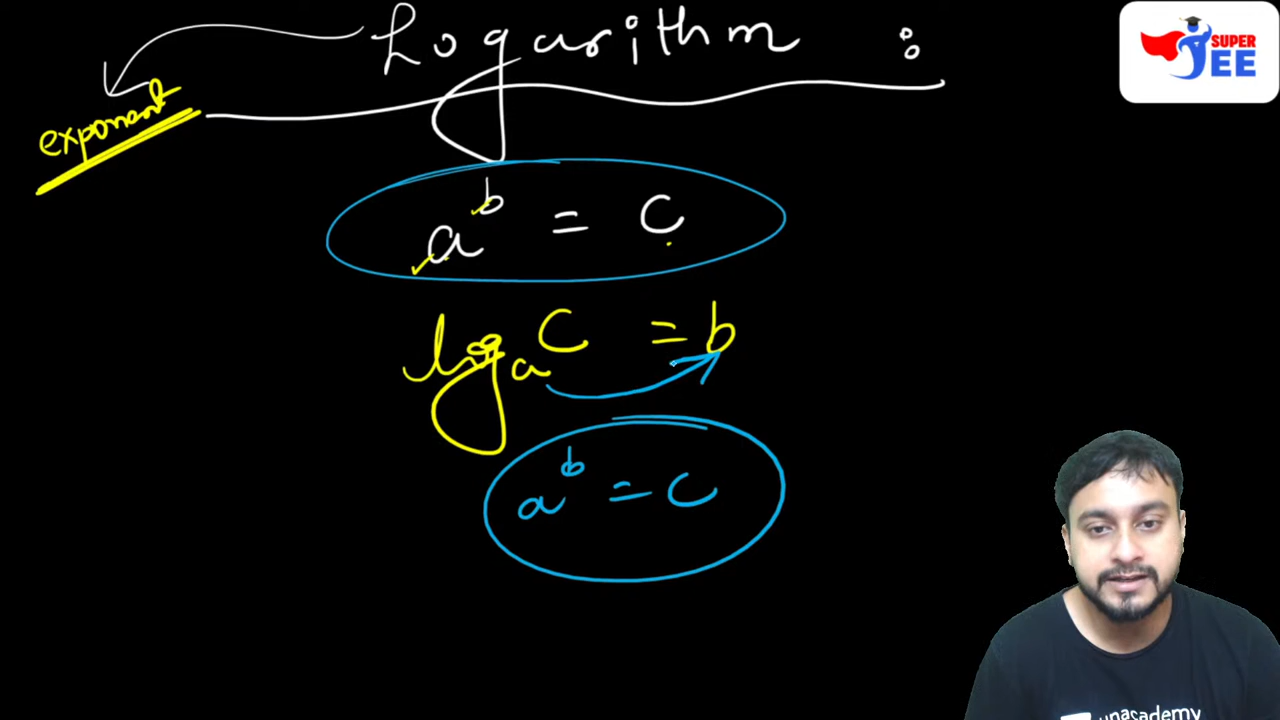 Logarithm :
SUPER
JEE
exponent
a^b = c
log_a C = b
a^b = c
unacademy